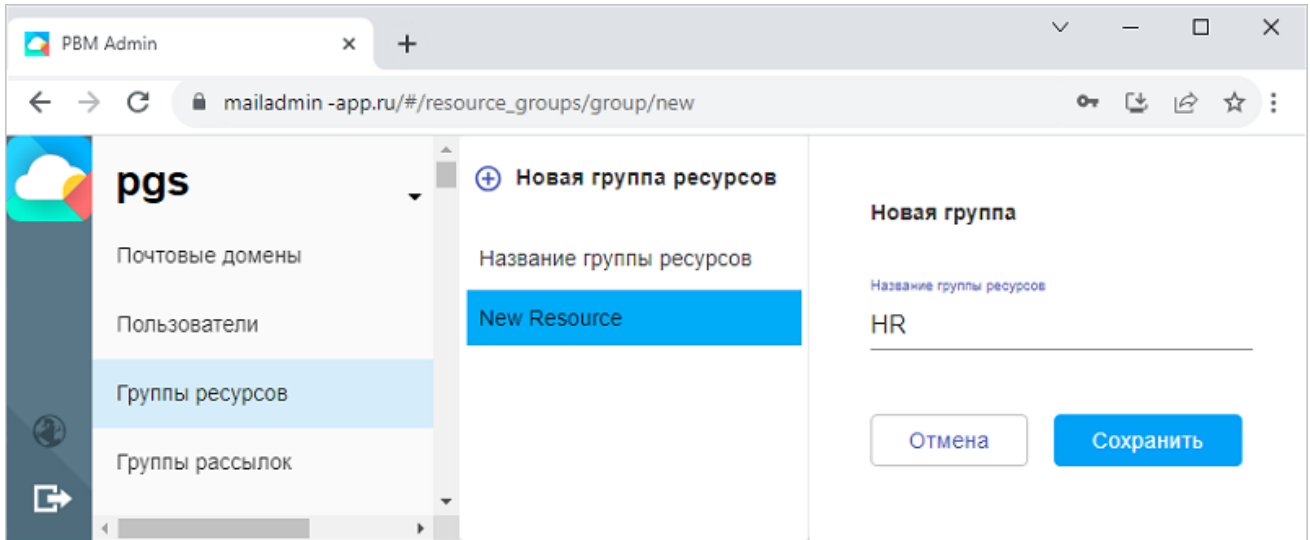 PBM Admin
mailadmin -app.ru/#/resource_groups/group/new
pgs
Почтовые домены
Пользователи
Группы ресурсов
Группы рассылок
Новая группа ресурсов
Название группы ресурсов
New Resource
Новая группа
Название группы ресурсов
HR
Отмена
Сохранить